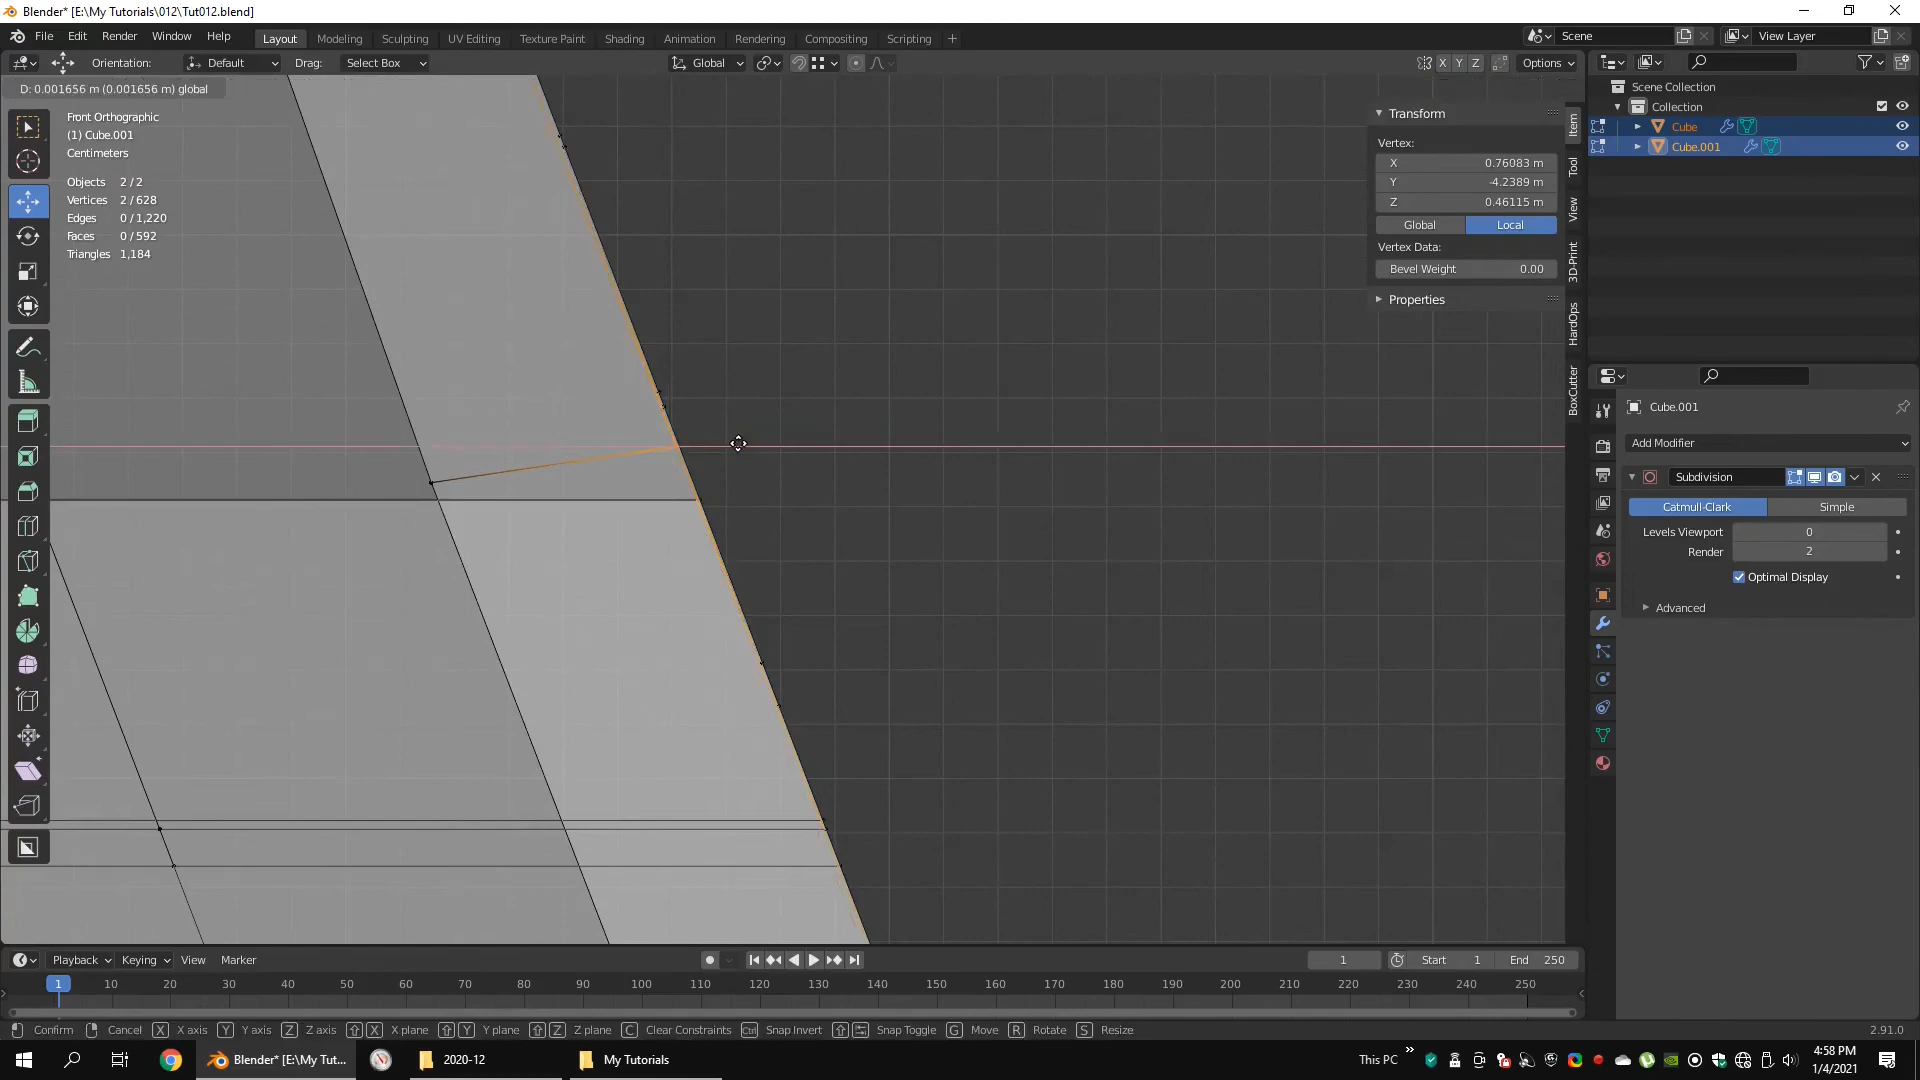 Blender* [E:\My Tutorials\012\Tut012.blend]
File Edit Render Window Help
Layout Modeling Sculpting UV Editing Texture Paint Shading Animation Rendering Compositing Scripting +
Scene
View Layer
Orientation: Default Drag: Select Box
Global
X Y Z Options
D: 0.001656 m (0.001656 m) global
Front Orthographic
(1) Cube.001
Centimeters
Objects 2 / 2
Vertices 2 / 628
Edges 0 / 1,220
Faces 0 / 592
Triangles 1,184
Transform
Vertex:
X 0.76083 m
Y -4.2389 m
Z 0.46115 m
Global Local
Vertex Data:
Bevel Weight 0.00
Properties
Item
Tool
View
3D-Print
HardOps
BoxCutter
Scene Collection
Collection
Cube
Cube.001
Cube.001
Add Modifier
Subdivision
Catmull-Clark Simple
Levels Viewport 0
Render 2
Optimal Display
Advanced
Playback Keying View Marker
1 Start 1 End 250
1 10 20 30 40 50 60 70 80 90 100 110 120 130 140 150 160 170 180 190 200 210 220 230 240 250
Confirm Cancel X X axis Y Y axis Z Z axis X X plane Y Y plane Z Z plane C Clear Constraints Ctrl Snap Invert Snap Toggle G Move R Rotate S Resize 2.91.0
Blender* [E:\My Tut... 2020-12 My Tutorials This PC »
4:58 PM
1/4/2021